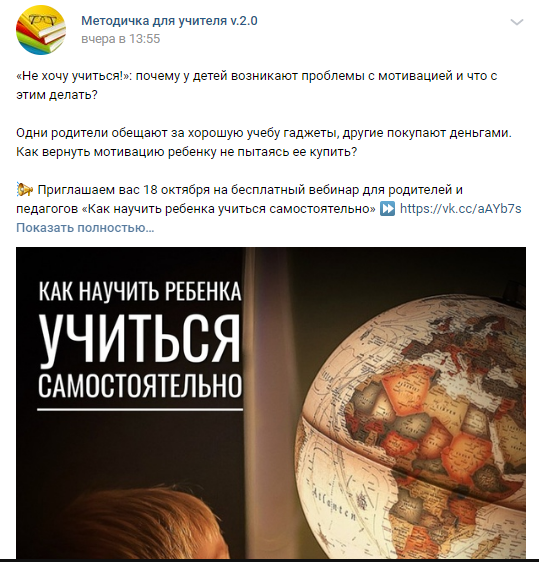 Методичка для учителя v.2.0
вчера в 13:55
«Не хочу учиться!»: почему у детей возникают проблемы с мотивацией и что с
этим делать?
Одни родители обещают за хорошую учебу гаджеты, другие покупают деньгами.
Как вернуть мотивацию ребенку не пытаясь ее купить?
Приглашаем вас 18 октября на бесплатный вебинар для родителей и
педагогов «Как научить ребенка учиться самостоятельно» ⏩ https://vk.cc/aAYb7s
Показать полностью...
КАК НАУЧИТЬ РЕБЕНКА
УЧИТЬСЯ
САМОСТОЯТЕЛЬНО